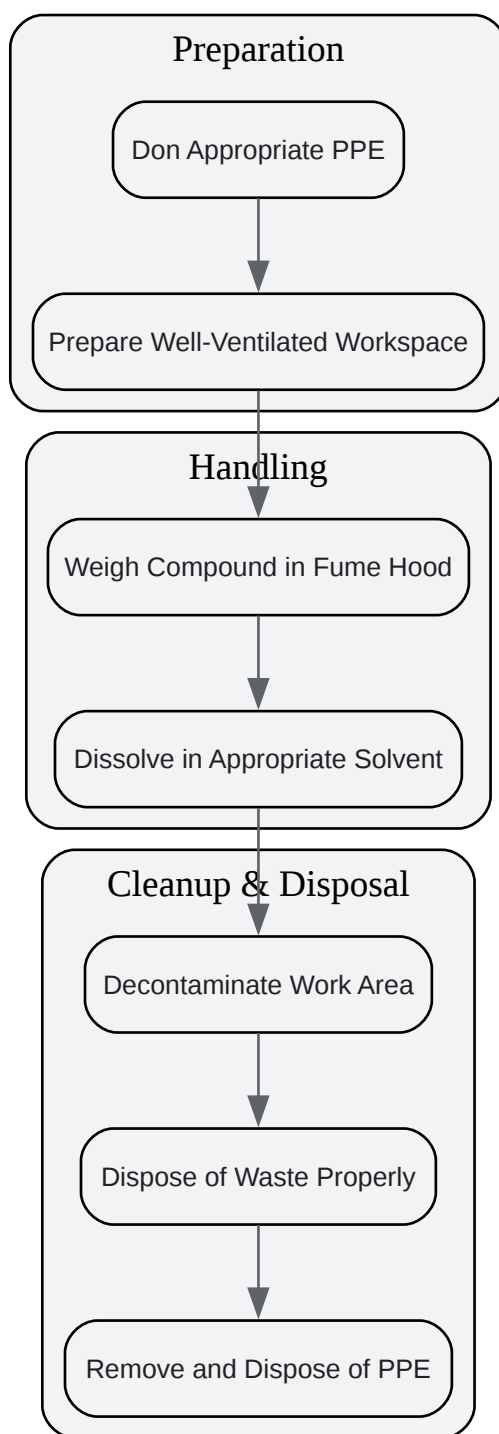 Preparation
Don Appropriate PPE
Prepare Well-Ventilated Workspace
Handling
Weigh Compound in Fume Hood
Dissolve in Appropriate Solvent
Cleanup & Disposal
Decontaminate Work Area
Dispose of Waste Properly
Remove and Dispose of PPE